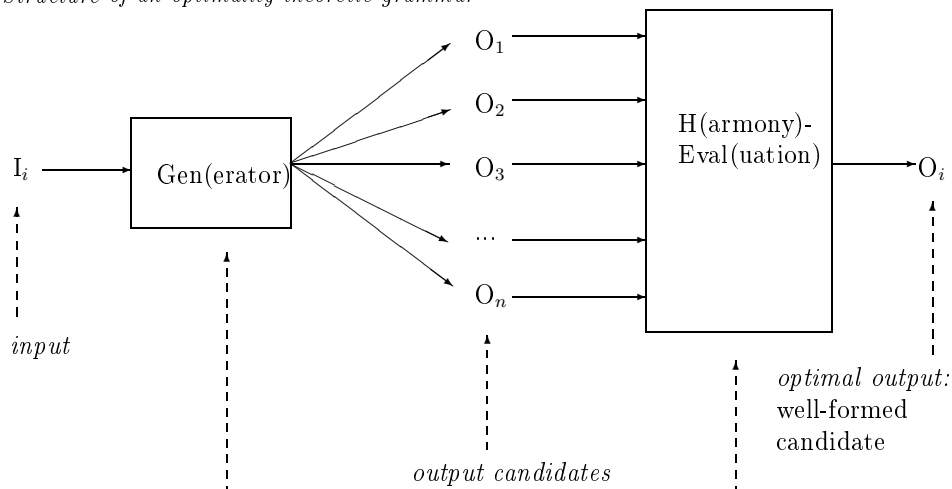 Structure of an optimality-theoretic grammar
O₁
O₂
H(armony)-
Eval(uation)
Iᵢ
Gen(erator)
O₃
Oᵢ
...
Oₙ
input
optimal output:
well-formed
candidate
output candidates